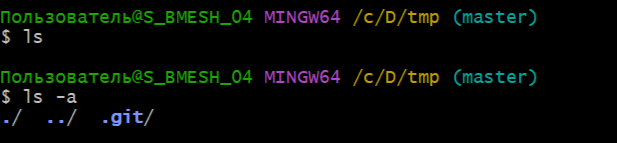 Пользователь@S_BMESH_04 MINGW64 /c/D/tmp (master)
$ ls
Пользователь@S_BMESH_04 MINGW64 /c/D/tmp (master)
$ ls -a
./  ../  .git/